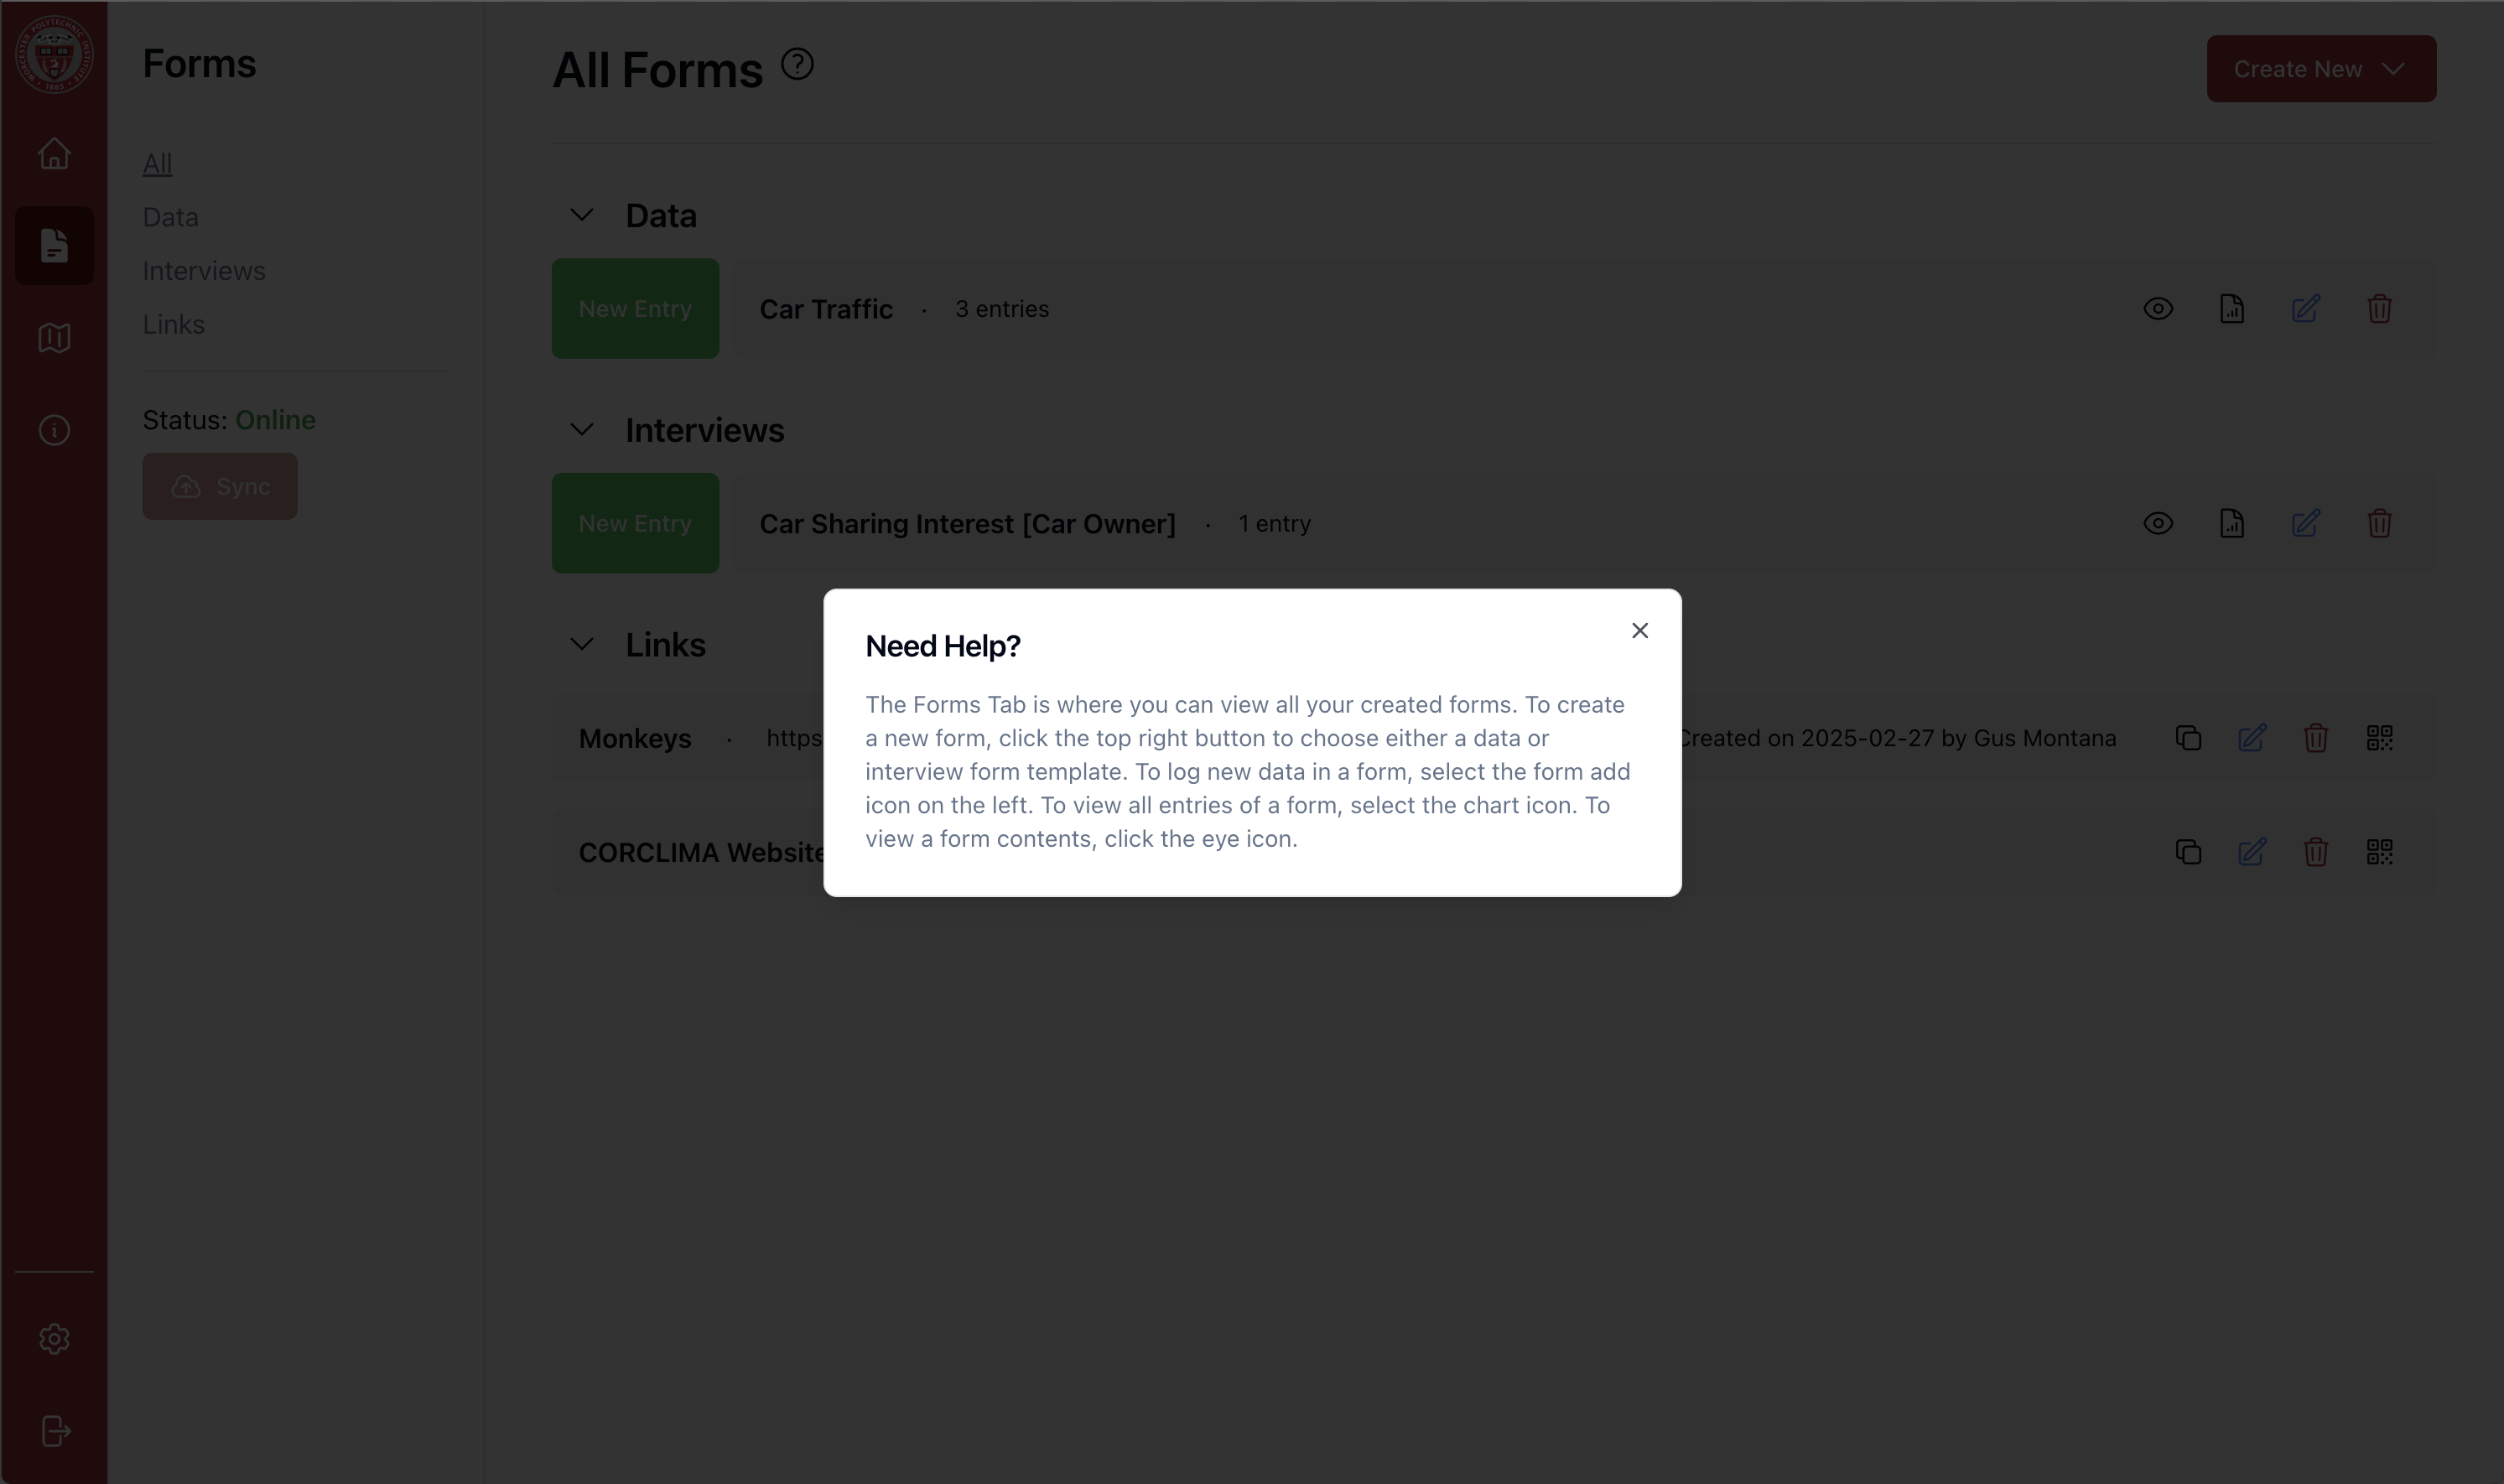 WORCESTER POLYTECHNIC INSTITUTE
1865
Forms
All
Data
Interviews
Links
Status: Online
Sync
All Forms ?
Create New
Data
New Entry
Car Traffic · 3 entries
Interviews
New Entry
Car Sharing Interest [Car Owner] · 1 entry
Links
Monkeys · https
Created on 2025-02-27 by Gus Montana
CORCLIMA Website
Need Help?
The Forms Tab is where you can view all your created forms. To create
a new form, click the top right button to choose either a data or
interview form template. To log new data in a form, select the form add
icon on the left. To view all entries of a form, select the chart icon. To
view a form contents, click the eye icon.